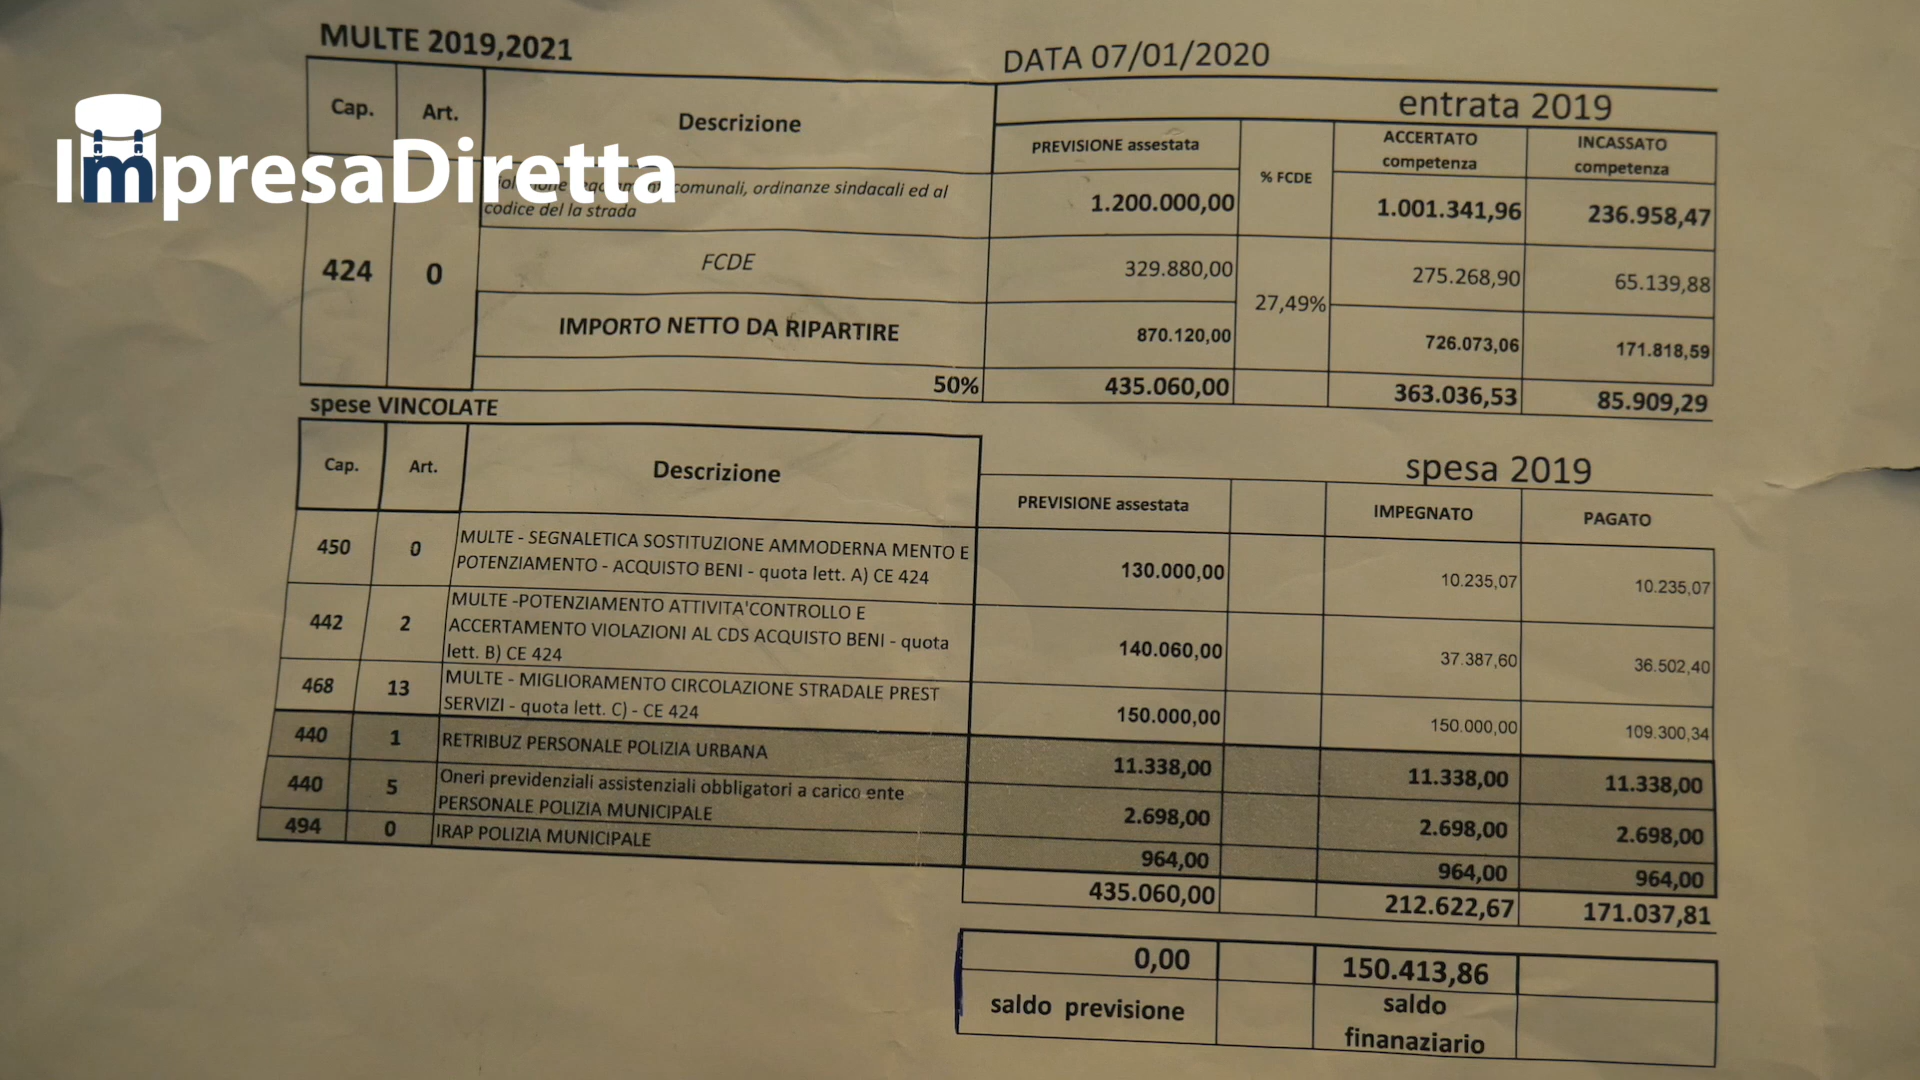 MULTE 2019,2021
DATA 07/01/2020
ImpresaDiretta
Cap. Art. Descrizione
entrata 2019
PREVISIONE assestata % FCDE ACCERTATO competenza INCASSATO competenza
comunali, ordinanze sindacali ed al
codice del la strada
1.200.000,00 1.001.341,96 236.958,47
424 0
FCDE 329.880,00 27,49% 275.268,90 65.139,88
IMPORTO NETTO DA RIPARTIRE 870.120,00 726.073,06 171.818,59
50% 435.060,00 363.036,53 85.909,29
spese VINCOLATE
Cap. Art. Descrizione
spesa 2019
PREVISIONE assestata IMPEGNATO PAGATO
450 0 MULTE - SEGNALETICA SOSTITUZIONE AMMODERNA MENTO E
POTENZIAMENTO - ACQUISTO BENI - quota lett. A) CE 424
130.000,00 10.235,07 10.235,07
442 2 MULTE -POTENZIAMENTO ATTIVITA'CONTROLLO E
ACCERTAMENTO VIOLAZIONI AL CDS ACQUISTO BENI - quota
lett. B) CE 424
140.060,00 37.387,60 36.502,40
468 13 MULTE - MIGLIORAMENTO CIRCOLAZIONE STRADALE PREST
SERVIZI - quota lett. C) - CE 424
150.000,00 150.000,00 109.300,34
440 1 RETRIBUZ PERSONALE POLIZIA URBANA 11.338,00 11.338,00 11.338,00
440 5 Oneri previdenziali assistenziali obbligatori a carico ente
PERSONALE POLIZIA MUNICIPALE
2.698,00 2.698,00 2.698,00
494 0 IRAP POLIZIA MUNICIPALE 964,00 964,00 964,00
435.060,00 212.622,67 171.037,81
0,00 150.413,86
saldo previsione saldo
finanaziario